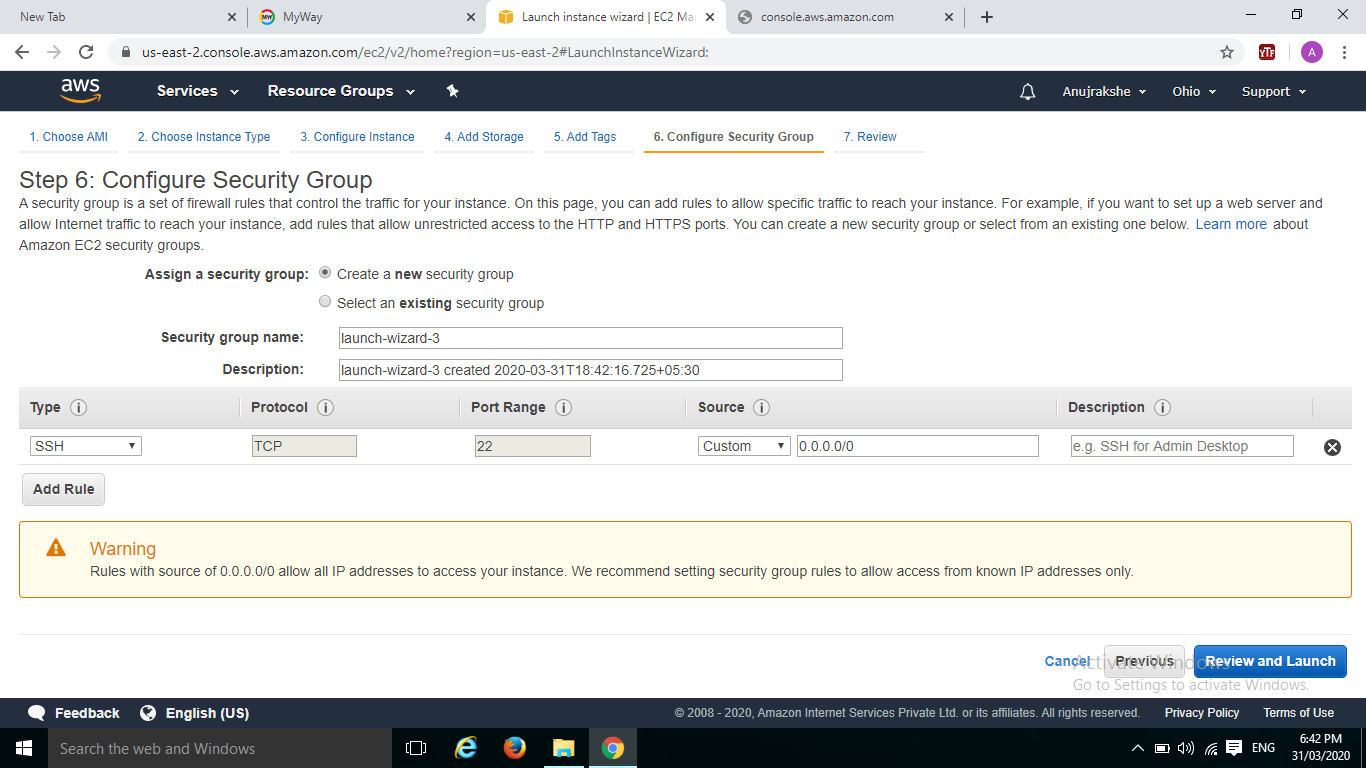 New Tab
MyWay
Launch instance wizard | EC2 Ma
console.aws.amazon.com
us-east-2.console.aws.amazon.com/ec2/v2/home?region=us-east-2#LaunchInstanceWizard:
YTF
A
aws
Services
Resource Groups
Anujrakshe
Ohio
Support
1. Choose AMI
2. Choose Instance Type
3. Configure Instance
4. Add Storage
5. Add Tags
6. Configure Security Group
7. Review
Step 6: Configure Security Group
A security group is a set of firewall rules that control the traffic for your instance. On this page, you can add rules to allow specific traffic to reach your instance. For example, if you want to set up a web server and
allow Internet traffic to reach your instance, add rules that allow unrestricted access to the HTTP and HTTPS ports. You can create a new security group or select from an existing one below. Learn more about
Amazon EC2 security groups.
Assign a security group: Create a new security group
Select an existing security group
Security group name: launch-wizard-3
Description: launch-wizard-3 created 2020-03-31T18:42:16.725+05:30
Type Protocol Port Range Source Description
SSH TCP 22 Custom 0.0.0.0/0 e.g. SSH for Admin Desktop
Add Rule
Warning
Rules with source of 0.0.0.0/0 allow all IP addresses to access your instance. We recommend setting security group rules to allow access from known IP addresses only.
Cancel Previous Review and Launch
Activate Windows
Go to Settings to activate Windows.
Feedback English (US)
© 2008 - 2020, Amazon Internet Services Private Ltd. or its affiliates. All rights reserved. Privacy Policy Terms of Use
Search the web and Windows
ENG
6:42 PM
31/03/2020